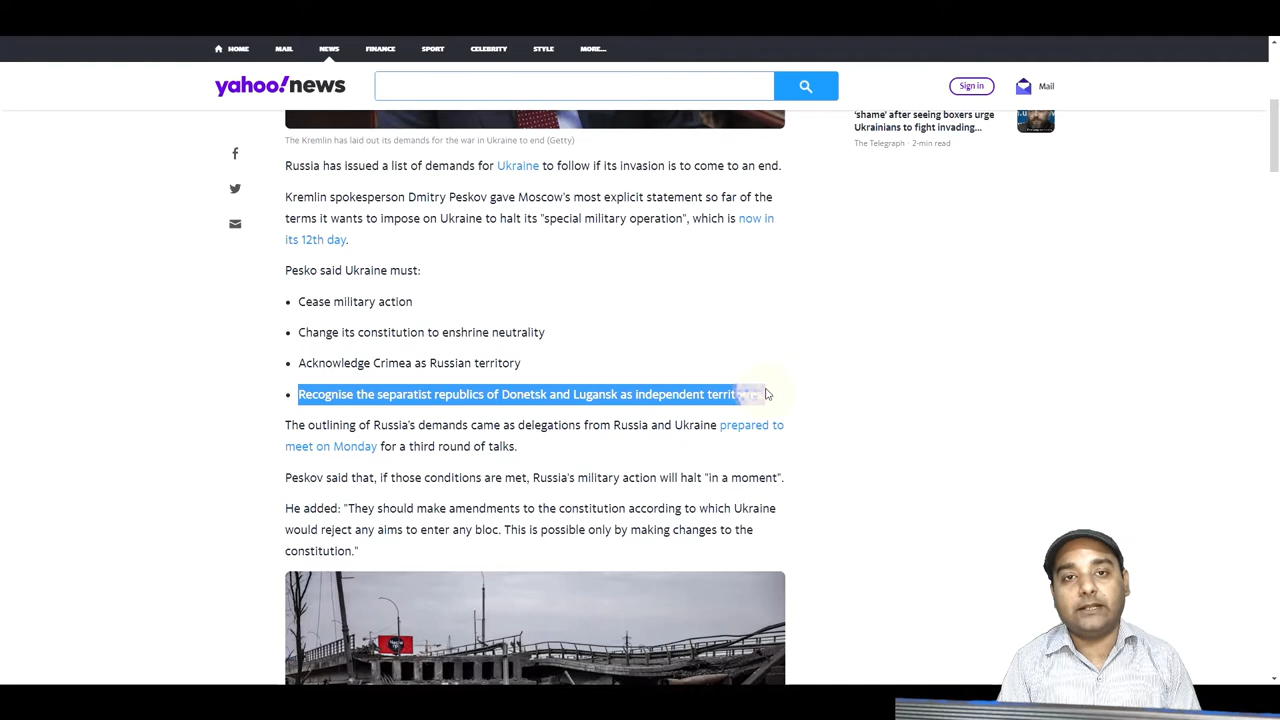 HOME MAIL NEWS FINANCE SPORT CELEBRITY STYLE MORE...
yahoo!news
Sign in
Mail
'shame' after seeing boxers urge
Ukrainians to fight invading...
The Telegraph · 2-min read
The Kremlin has laid out its demands for the war in Ukraine to end (Getty)
Russia has issued a list of demands for Ukraine to follow if its invasion is to come to an end.
Kremlin spokesperson Dmitry Peskov gave Moscow's most explicit statement so far of the
terms it wants to impose on Ukraine to halt its "special military operation", which is now in
its 12th day.
Pesko said Ukraine must:
• Cease military action
• Change its constitution to enshrine neutrality
• Acknowledge Crimea as Russian territory
• Recognise the separatist republics of Donetsk and Lugansk as independent
The outlining of Russia's demands came as delegations from Russia and Ukraine prepared to
meet on Monday for a third round of talks.
Peskov said that, if those conditions are met, Russia's military action will halt "in a moment".
He added: "They should make amendments to the constitution according to which Ukraine
would reject any aims to enter any bloc. This is possible only by making changes to the
constitution."